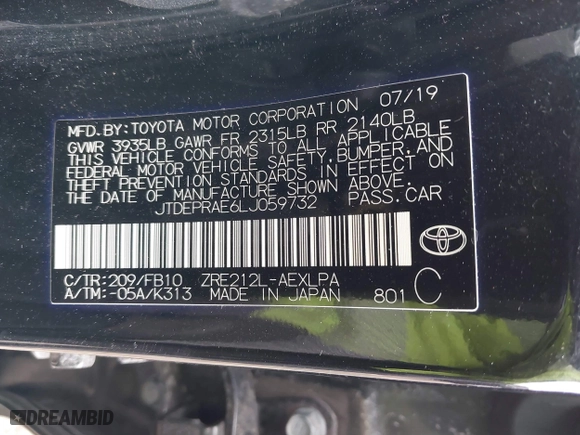 MFD. BY: TOYOTA MOTOR CORPORATION 07/19
GVWR 3935LB GAWR FR 2315LB RR 2140LB
THIS VEHICLE CONFORMS TO ALL APPLICABLE
FEDERAL MOTOR VEHICLE SAFETY, BUMPER, AND
THEFT PREVENTION STANDARDS IN EFFECT ON
THE DATE OF MANUFACTURE SHOWN ABOVE.
JTDEPRAE6LJ059732 PASS. CAR
C/TR: 209/FB10 ZRE212L-AEXLPA
A/TM: -05A/K313 MADE IN JAPAN 801 C
TOYOTA
DREAMBID